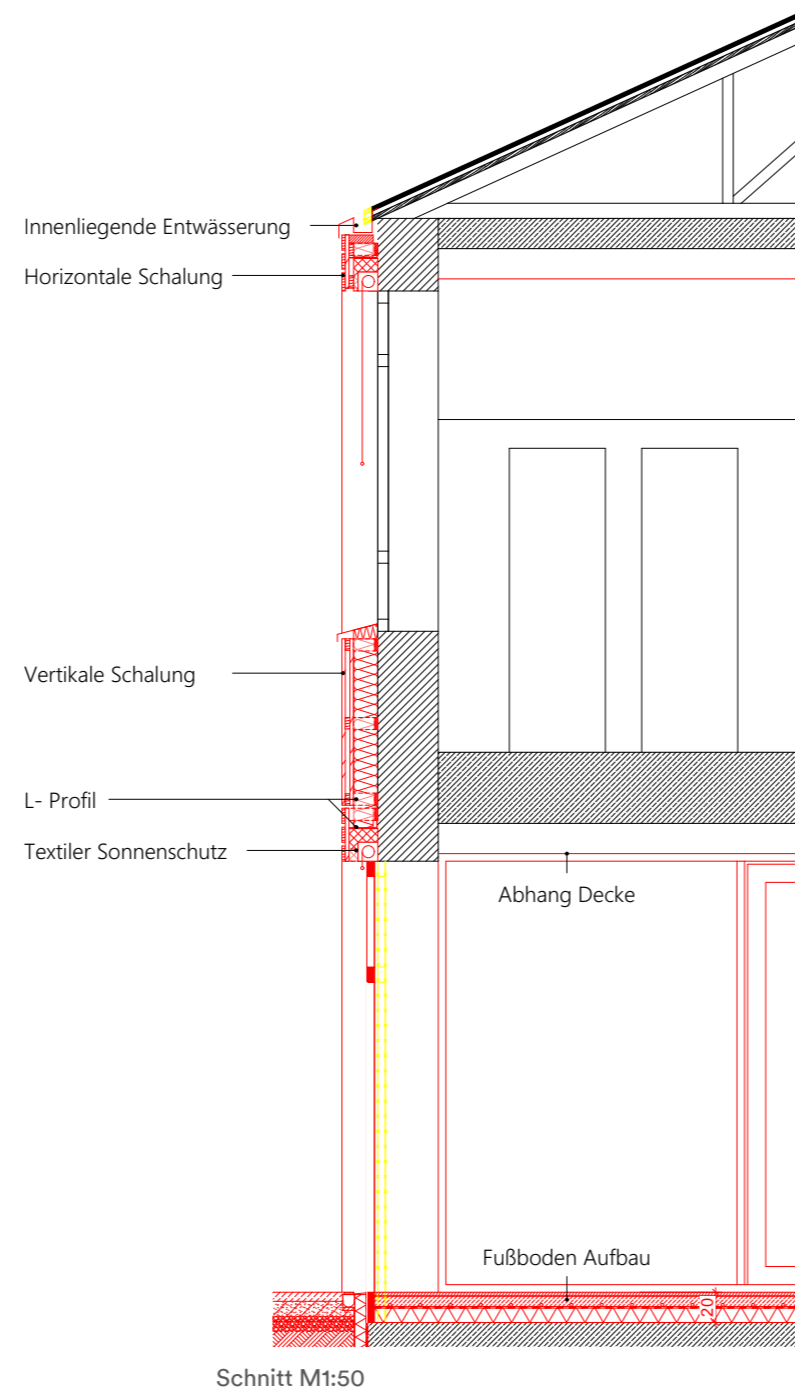 Innenliegende Entwässerung
Horizontale Schalung
Vertikale Schalung
L- Profil
Textiler Sonnenschutz
Abhang Decke
Fußboden Aufbau
20
Schnitt M1:50